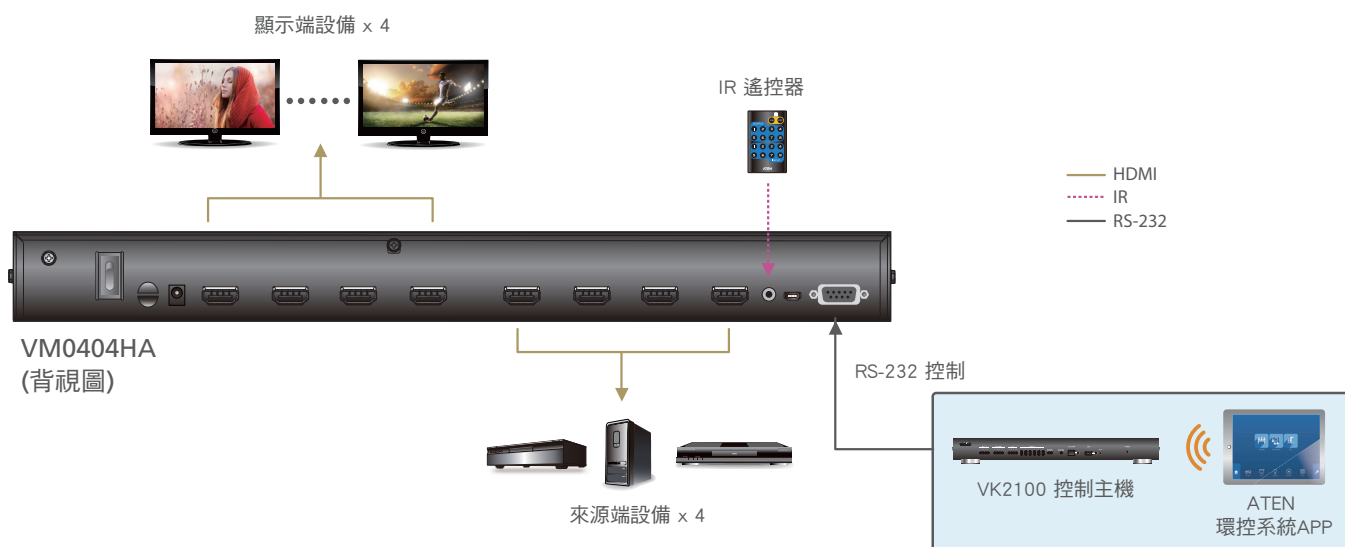 顯示端設備 x 4
IR 遙控器
HDMI
IR
RS-232
VM0404HA
(背視圖)
RS-232 控制
來源端設備 x 4
VK2100 控制主機
ATEN
環控系統APP